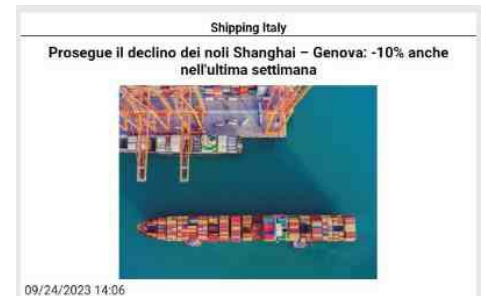 Shipping Italy
Prosegue il declino dei noli Shanghai – Genova: -10% anche
nell'ultima settimana
09/24/2023 14:06